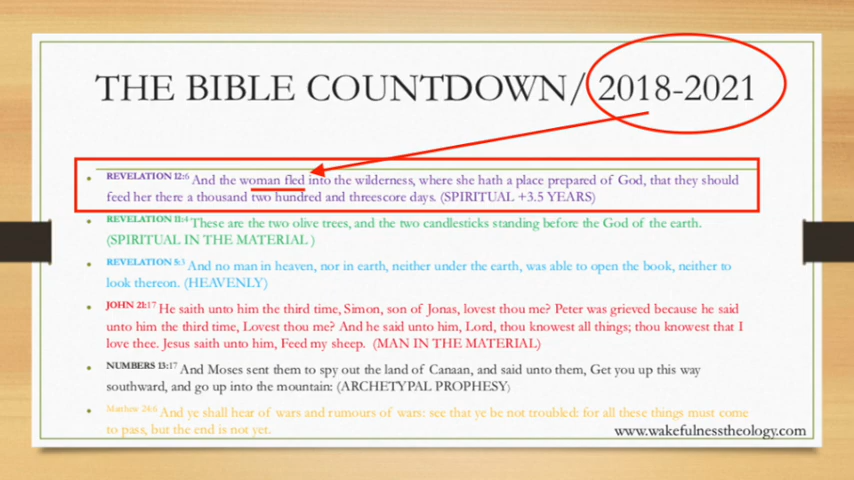 THE BIBLE COUNTDOWN/ 2018-2021
REVELATION 12:6 And the woman fled into the wilderness, where she hath a place prepared of God, that they should
feed her there a thousand two hundred and threescore days. (SPIRITUAL +3.5 YEARS)
REVELATION 11:4 These are the two olive trees, and the two candlesticks standing before the God of the earth.
(SPIRITUAL IN THE MATERIAL )
REVELATION 5:3 And no man in heaven, nor in earth, neither under the earth, was able to open the book, neither to
look thereon. (HEAVENLY)
JOHN 21:17 He saith unto him the third time, Simon, son of Jonas, lovest thou me? Peter was grieved because he said
unto him the third time, Lovest thou me? And he said unto him, Lord, thou knowest all things; thou knowest that I
love thee. Jesus saith unto him, Feed my sheep. (MAN IN THE MATERIAL)
NUMBERS 13:17 And Moses sent them to spy out the land of Canaan, and said unto them, Get you up this way
southward, and go up into the mountain: (ARCHETYPAL PROPHESY)
Matthew 24:6 And ye shall hear of wars and rumours of wars: see that ye be not troubled: for all these things must come
to pass, but the end is not yet.
www.wakefulnesstheology.com